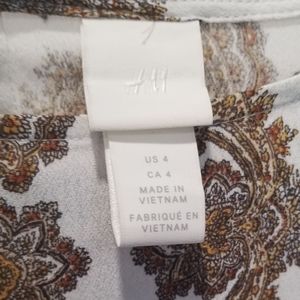 H&M
US 4
CA 4
MADE IN
VIETNAM
FABRIQUÉ EN
VIETNAM